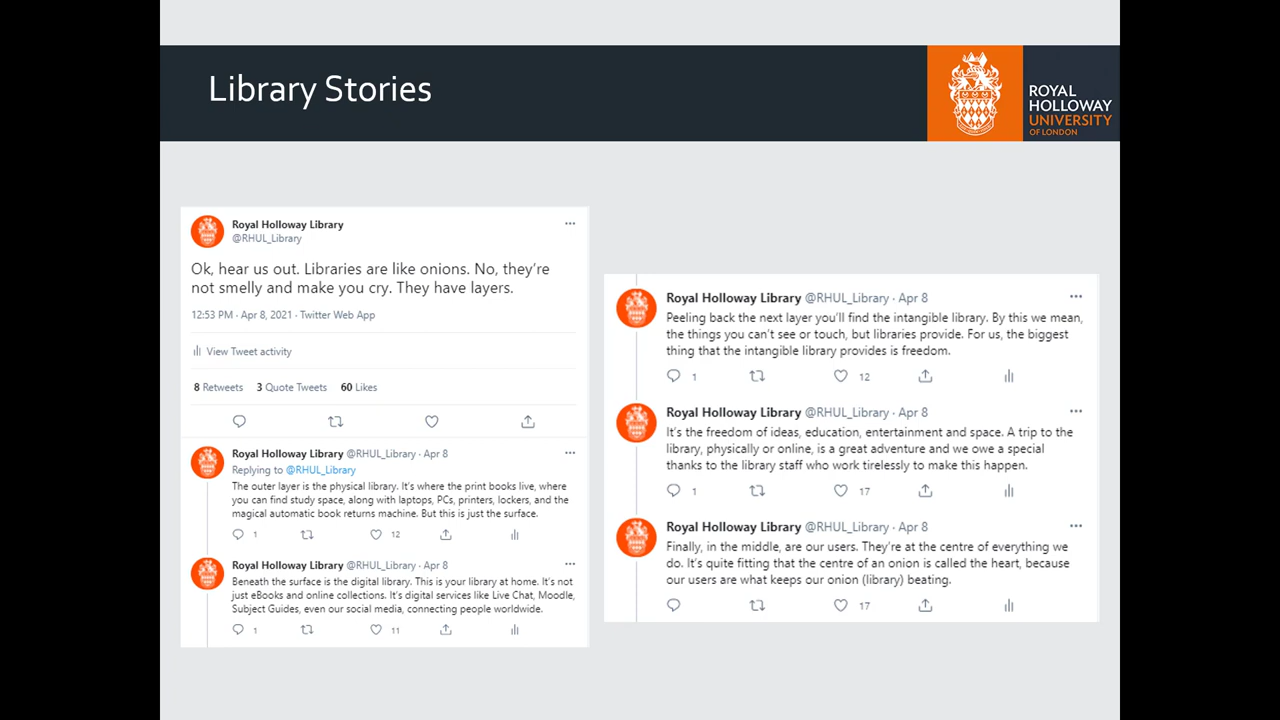 Library Stories
ROYAL
HOLLOWAY
UNIVERSITY
OF LONDON
Royal Holloway Library
@RHUL_Library
Ok, hear us out. Libraries are like onions. No, they're
not smelly and make you cry. They have layers.
12:53 PM · Apr 8, 2021 · Twitter Web App
View Tweet activity
8 Retweets 3 Quote Tweets 60 Likes
Royal Holloway Library @RHUL_Library · Apr 8
Replying to @RHUL_Library
The outer layer is the physical library. It's where the print books live, where
you can find study space, along with laptops, PCs, printers, lockers, and the
magical automatic book returns machine. But this is just the surface.
1 12
Royal Holloway Library @RHUL_Library · Apr 8
Beneath the surface is the digital library. This is your library at home. It's not
just eBooks and online collections. It's digital services like Live Chat, Moodle,
Subject Guides, even our social media, connecting people worldwide.
1 11
Royal Holloway Library @RHUL_Library · Apr 8
Peeling back the next layer you'll find the intangible library. By this we mean,
the things you can't see or touch, but libraries provide. For us, the biggest
thing that the intangible library provides is freedom.
1 12
Royal Holloway Library @RHUL_Library · Apr 8
It's the freedom of ideas, education, entertainment and space. A trip to the
library, physically or online, is a great adventure and we owe a special
thanks to the library staff who work tirelessly to make this happen.
1 17
Royal Holloway Library @RHUL_Library · Apr 8
Finally, in the middle, are our users. They're at the centre of everything we
do. It's quite fitting that the centre of an onion is called the heart, because
our users are what keeps our onion (library) beating.
17